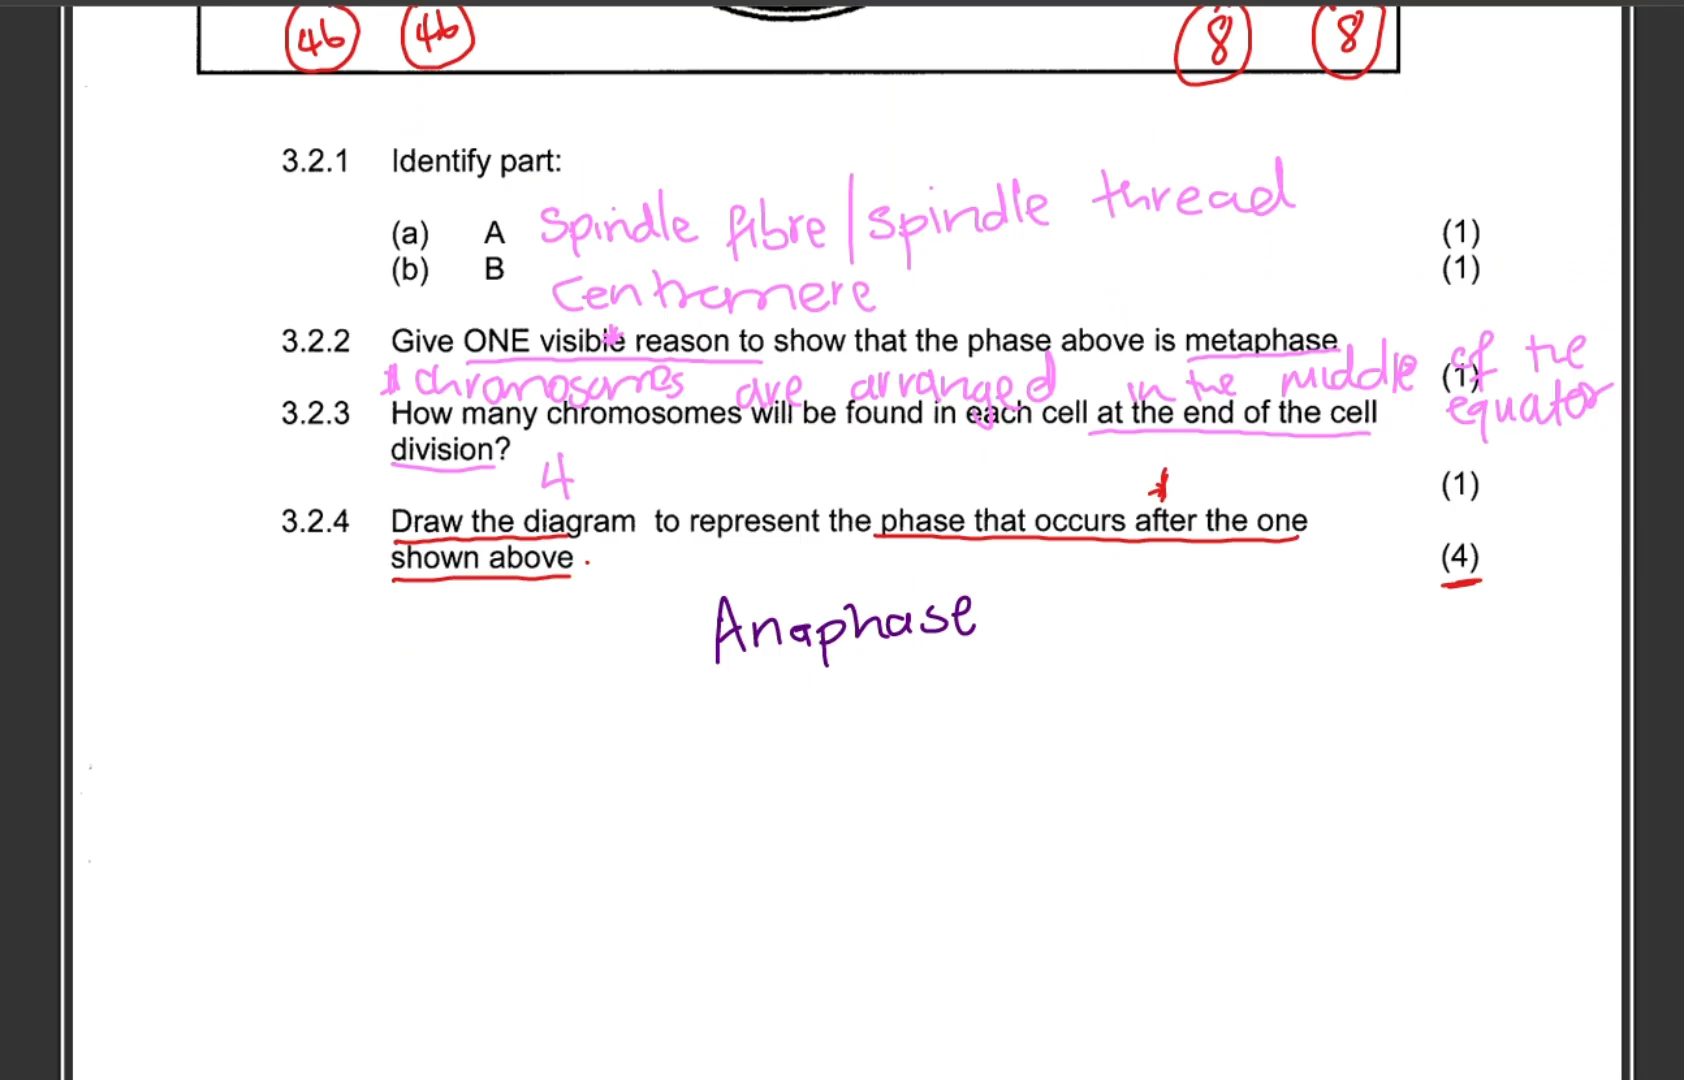 46 46 8 8
3.2.1 Identify part:
(a) A Spindle fibre/spindle thread (1)
(b) B (1)
Centromere
3.2.2 Give ONE visible reason to show that the phase above is metaphase
chromosomes are arranged in the middle of the equator (1)
3.2.3 How many chromosomes will be found in each cell at the end of the cell
division?
4 (1)
3.2.4 Draw the diagram to represent the phase that occurs after the one
shown above. (4)
Anaphase